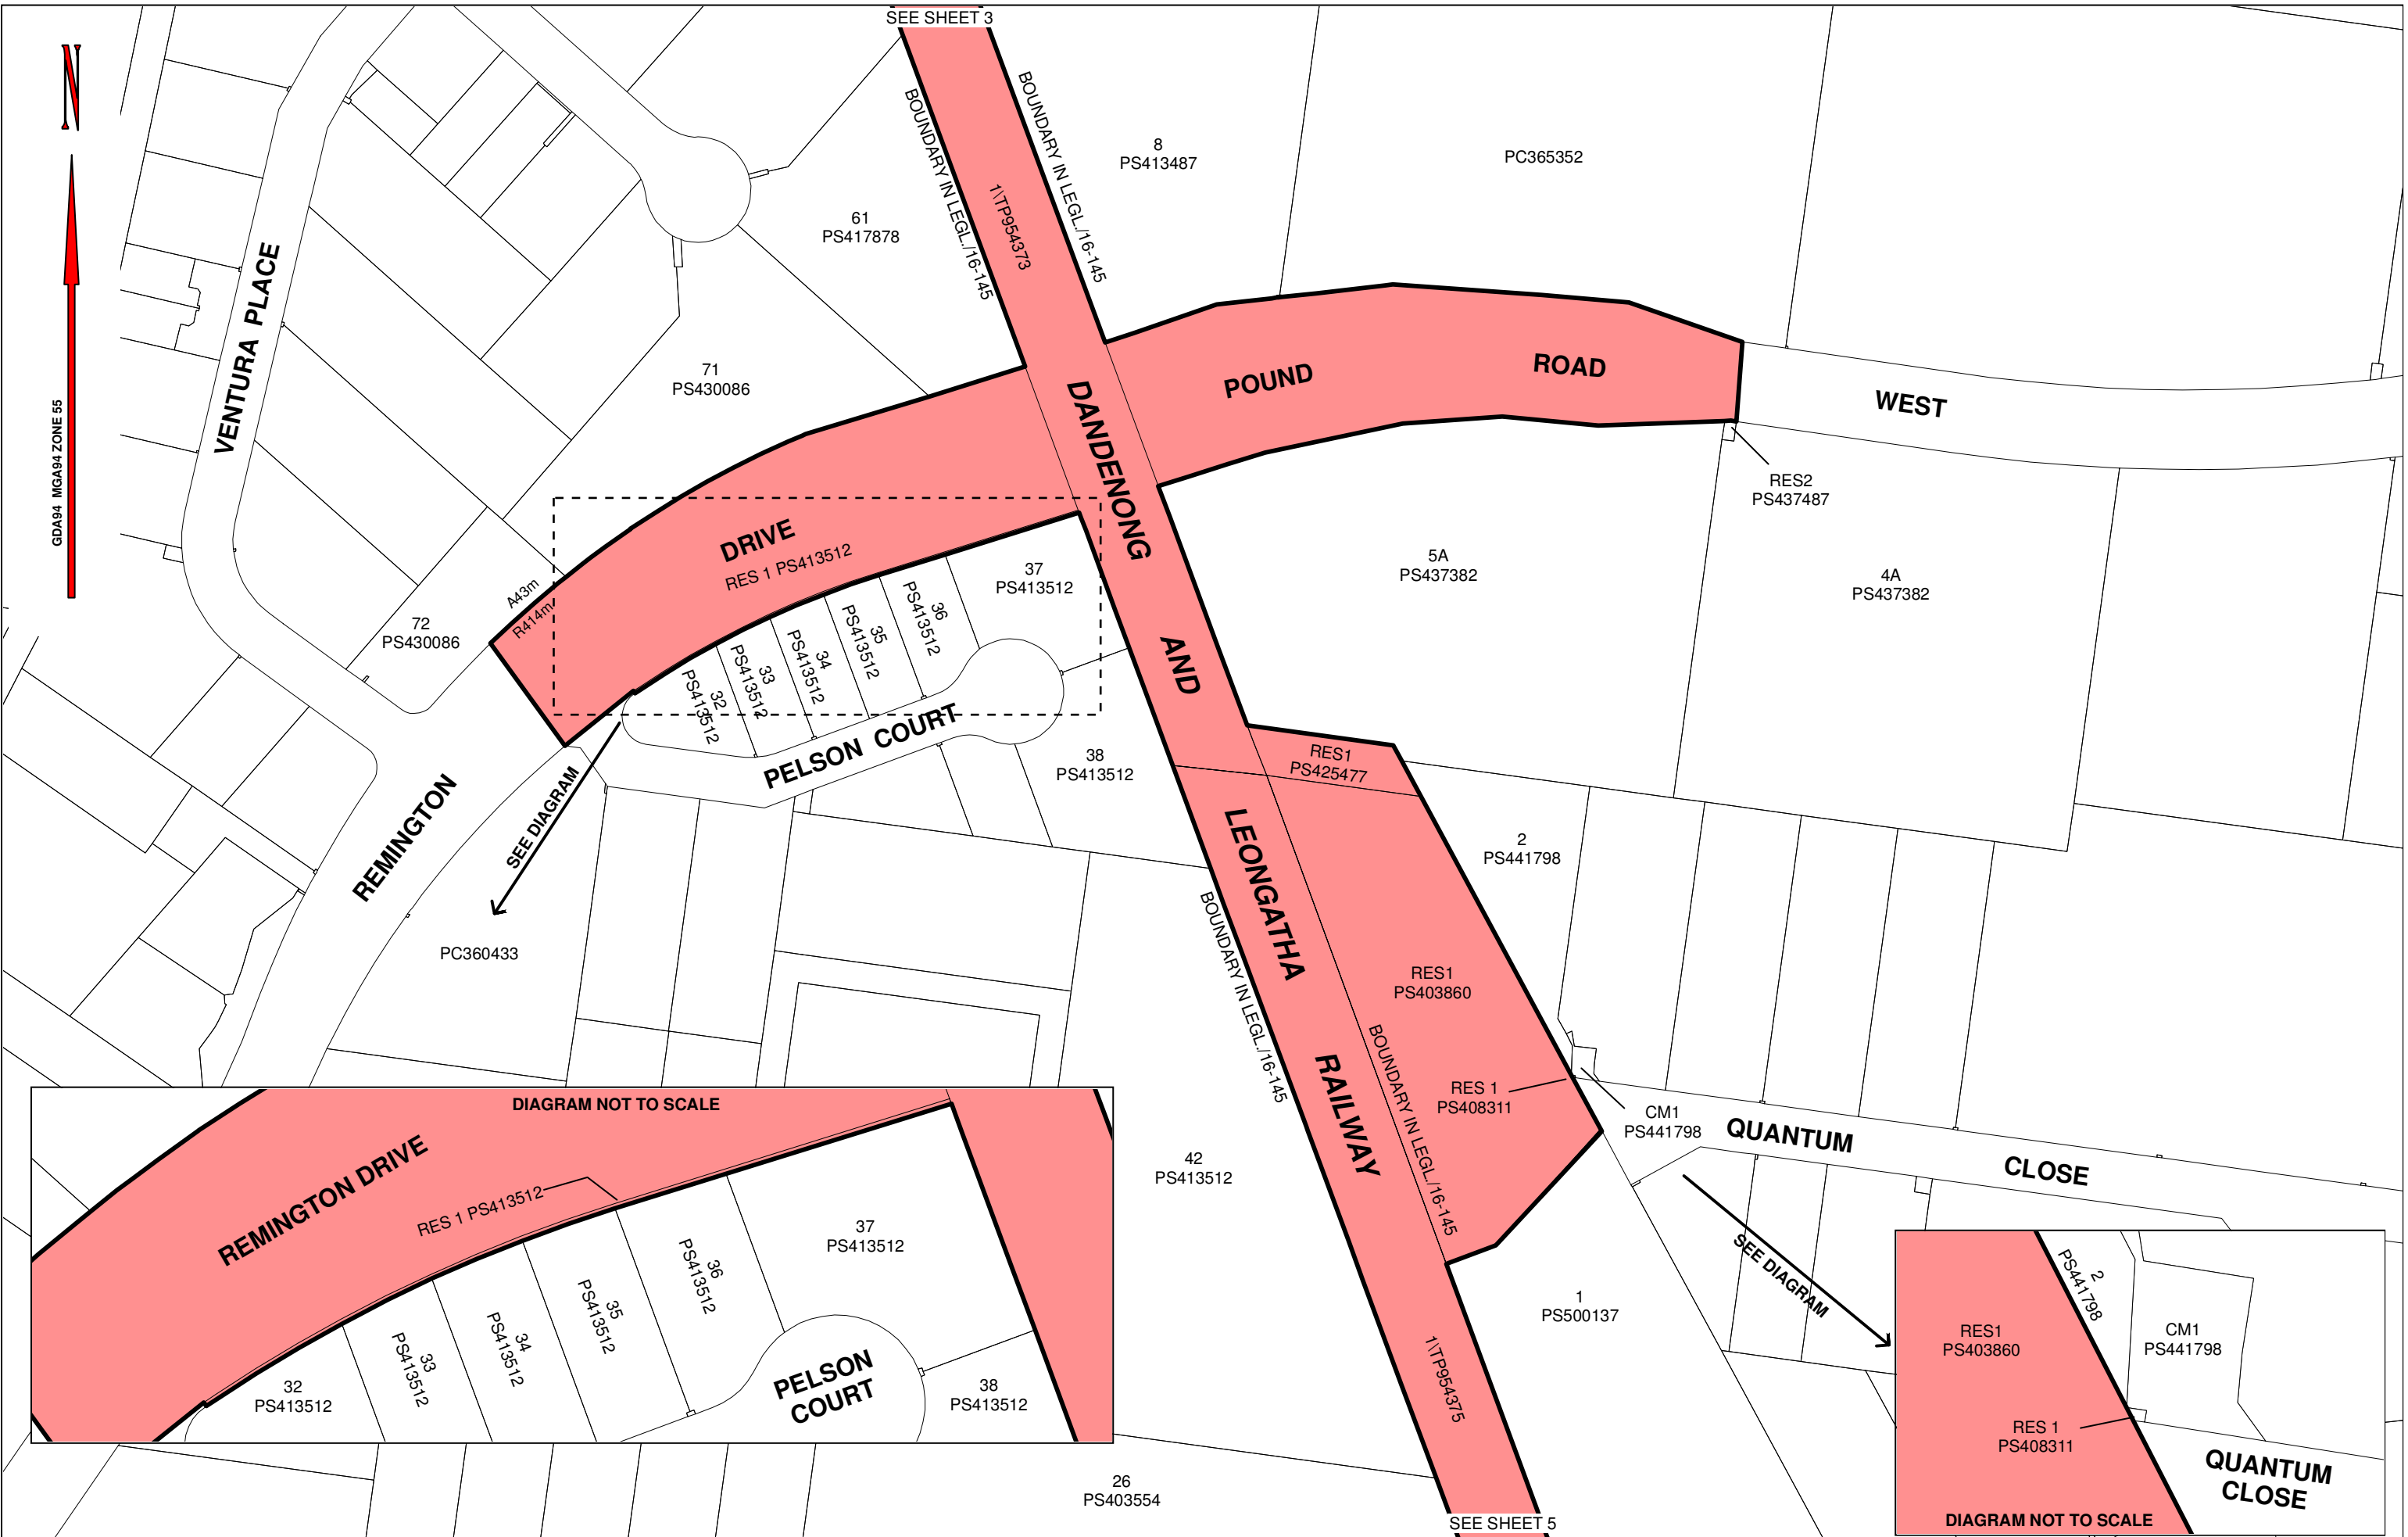 SEE SHEET 3
N
GDA94 MGA94 ZONE 55
VENTURA PLACE
BOUNDARY IN LEGL./16-145
BOUNDARY IN LEGL./16-145
1\TP954373
8
PS413487
PC365352
61
PS417878
71
PS430086
POUND
ROAD
WEST
RES2
PS437487
DANDENONG
AND
LEONGATHA
RAILWAY
DRIVE
RES 1 PS413512
A43m
R414m
72
PS430086
37
PS413512
36
PS413512
35
PS413512
34
PS413512
33
PS413512
32
PS413512
PELSON COURT
38
PS413512
5A
PS437382
4A
PS437382
RES1
PS425477
2
PS441798
REMINGTON
SEE DIAGRAM
PC360433
BOUNDARY IN LEGL./16-145
RES1
PS403860
BOUNDARY IN LEGL./16-145
RES 1
PS408311
CM1
PS441798
QUANTUM
CLOSE
42
PS413512
SEE DIAGRAM
1
PS500137
1\TP954375
26
PS403554
SEE SHEET 5
DIAGRAM NOT TO SCALE
REMINGTON DRIVE
RES 1 PS413512
37
PS413512
36
PS413512
35
PS413512
34
PS413512
33
PS413512
32
PS413512
PELSON
COURT
38
PS413512
2
PS441798
RES1
PS403860
CM1
PS441798
RES 1
PS408311
QUANTUM
CLOSE
DIAGRAM NOT TO SCALE